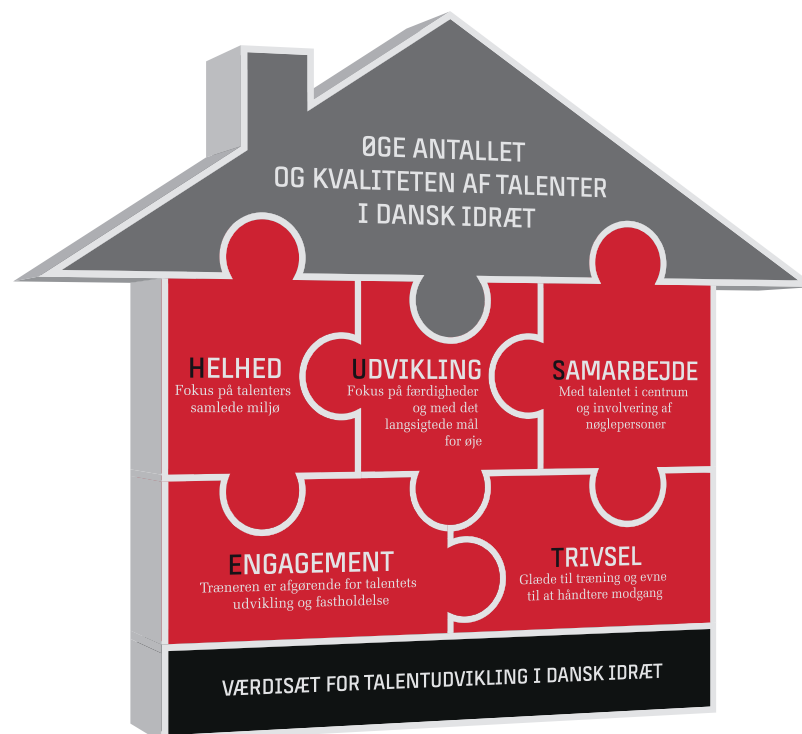 ØGE ANTALLET
OG KVALITETEN AF TALENTER
I DANSK IDRÆT
HELHED
Fokus på talenters
samlede miljø
UDVIKLING
Fokus på færdigheder
og med det
langsigtede mål
for øje
SAMARBEJDE
Med talentet i centrum
og involvering af
nøglepersoner
ENGAGEMENT
Træneren er afgørende for talentets
udvikling og fastholdelse
TRIVSEL
Glæde til træning og evne
til at håndtere modgang
VÆRDISÆT FOR TALENTUDVIKLING I DANSK IDRÆT